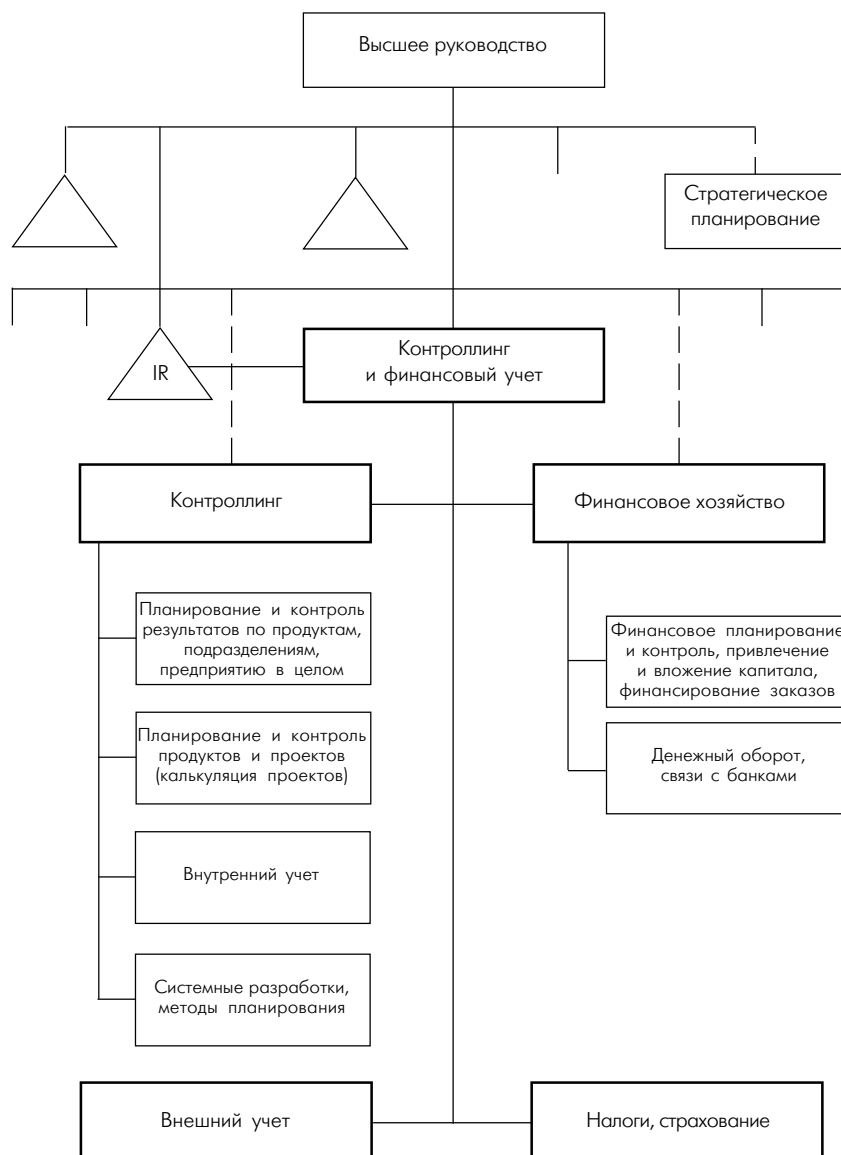 Высшее руководство
Стратегическое
планирование
IR
Контроллинг
и финансовый учет
Контроллинг
Финансовое хозяйство
Планирование и контроль
результатов по продуктам,
подразделениям,
предприятию в целом
Финансовое планирование
и контроль, привлечение
и вложение капитала,
финансирование заказов
Планирование и контроль
продуктов и проектов
(калькуляция проектов)
Денежный оборот,
связи с банками
Внутренний учет
Системные разработки,
методы планирования
Внешний учет
Налоги, страхование